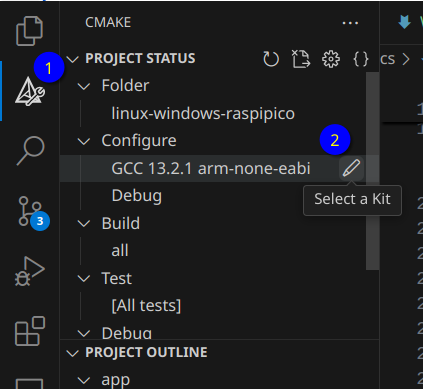 CMAKE
PROJECT STATUS
1
Folder
linux-windows-raspipico
Configure
2
GCC 13.2.1 arm-none-eabi
Debug
Select a Kit
Build
3
all
Test
[All tests]
Debug
PROJECT OUTLINE
app
cs >